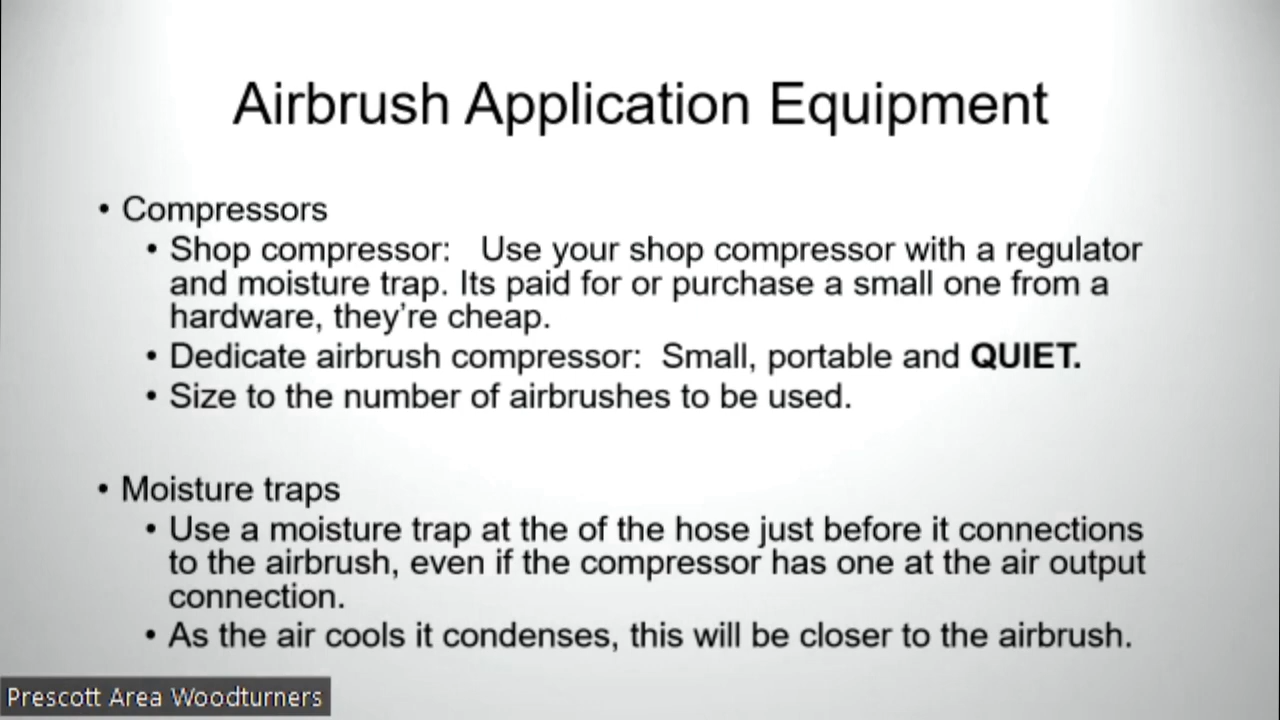 Airbrush Application Equipment
• Compressors
• Shop compressor:   Use your shop compressor with a regulator
and moisture trap. Its paid for or purchase a small one from a
hardware, they’re cheap.
• Dedicate airbrush compressor:  Small, portable and QUIET.
• Size to the number of airbrushes to be used.
• Moisture traps
• Use a moisture trap at the of the hose just before it connections
to the airbrush, even if the compressor has one at the air output
connection.
• As the air cools it condenses, this will be closer to the airbrush.
Prescott Area Woodturners